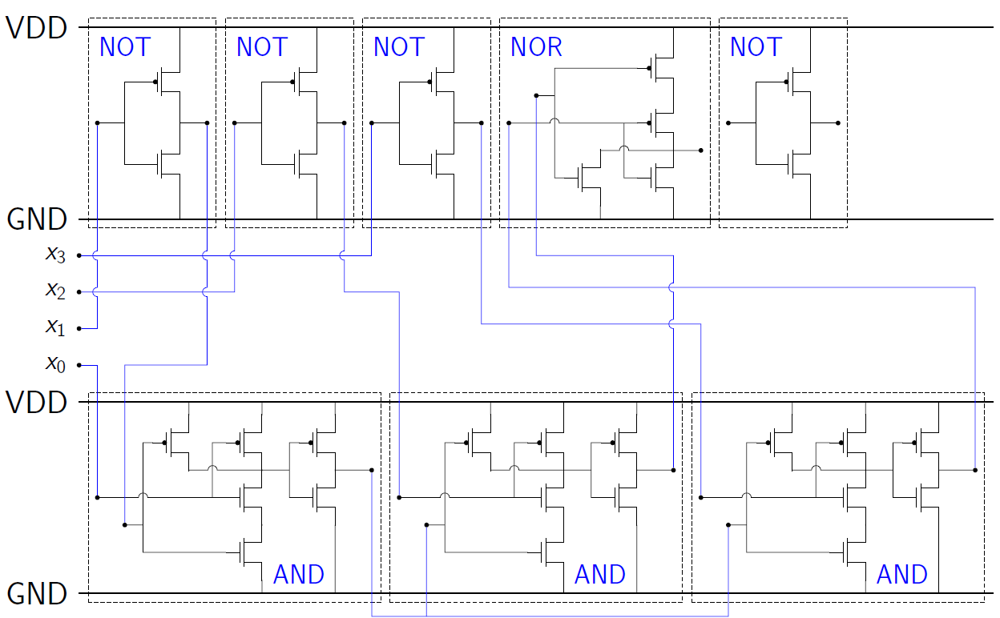 VDD
NOT NOT NOT NOR NOT
GND
x3
x2
x1
x0
VDD
AND AND AND
GND